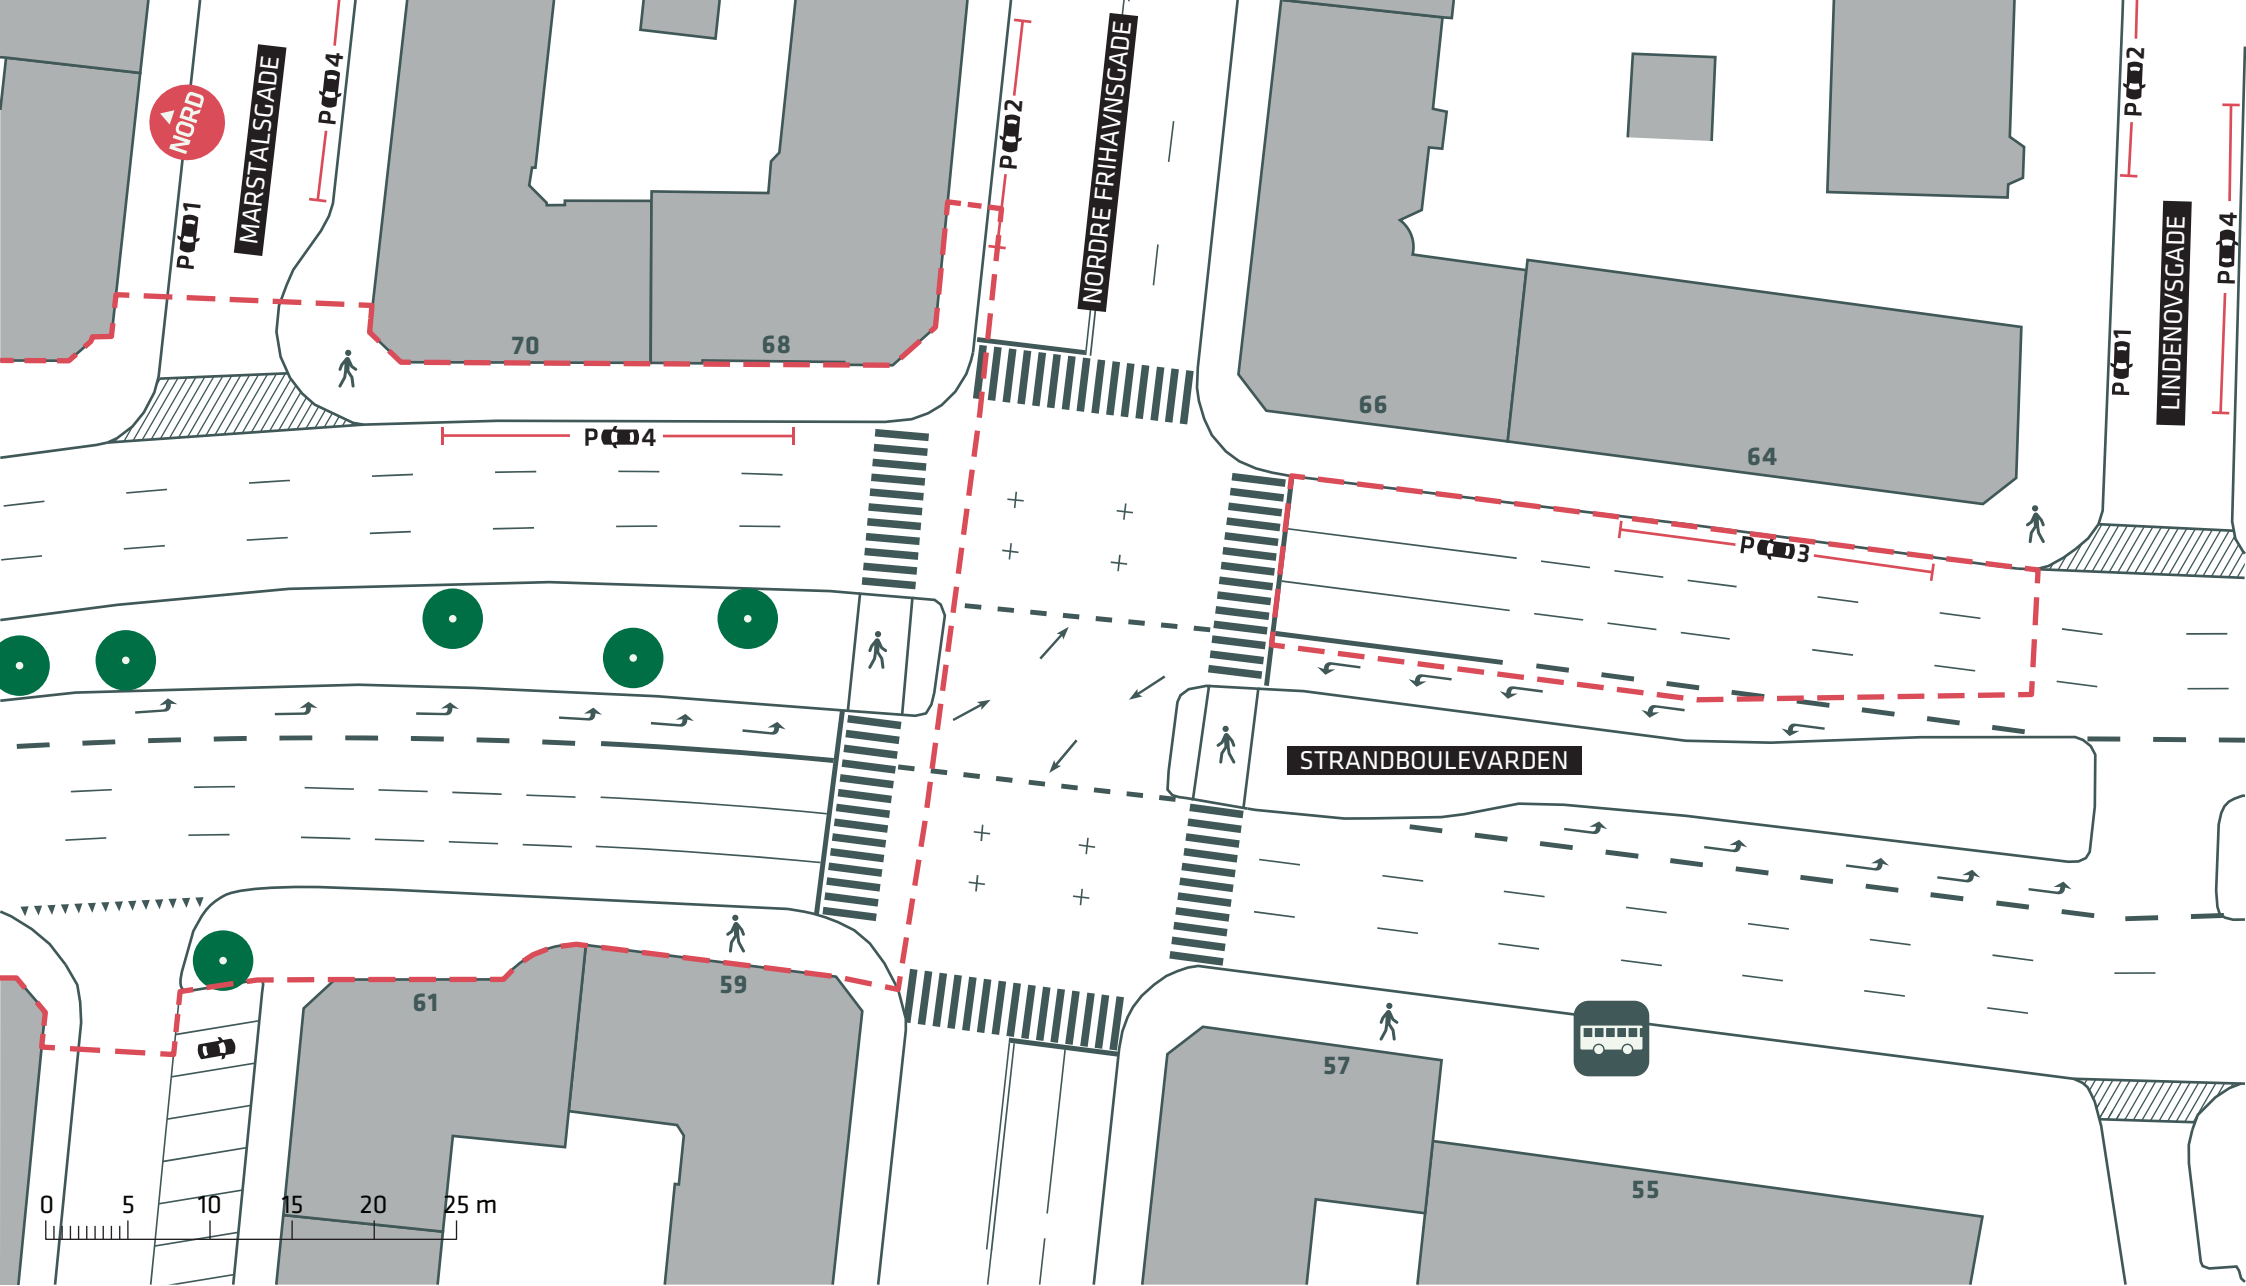 MARSTALSGADE
NORD
P 4
P 1
P 2
NORDRE FRIHAVNSGADE
P 2
P 4
P 1
LINDENOVSGADE
70
68
66
64
P 4
P 3
STRANDBOULEVARDEN
61
59
57
55
0 5 10 15 20 25 m